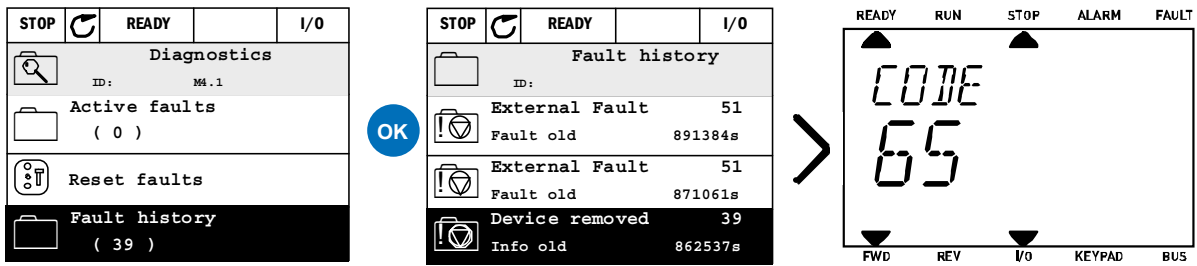 STOP READY I/O
Diagnostics
ID: M4.1
Active faults
( 0 )
Reset faults
Fault history
( 39 )
OK
STOP READY I/O
Fault history
ID:
External Fault 51
Fault old 891384s
External Fault 51
Fault old 871061s
Device removed 39
Info old 862537s
READY RUN STOP ALARM FAULT
CODE
65
FWD REV I/O KEYPAD BUS